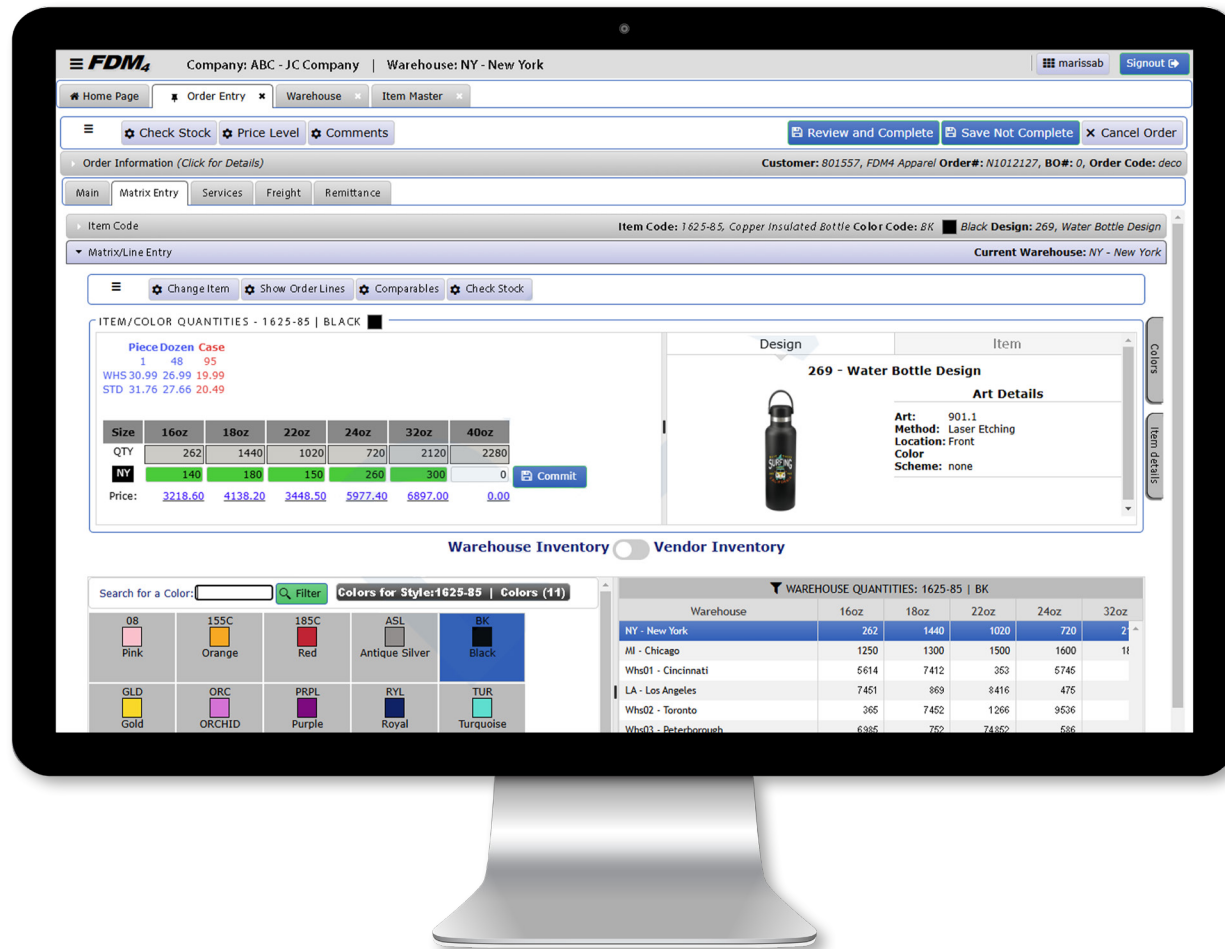 FDM4 Company: ABC - JC Company | Warehouse: NY - New York marissab Signout
Home Page Order Entry Warehouse Item Master
Check Stock Price Level Comments Review and Complete Save Not Complete Cancel Order
Order Information (Click for Details) Customer: 801557, FDM4 Apparel Order#: N1012127, BO#: 0, Order Code: deco
Main Matrix Entry Services Freight Remittance
Item Code Item Code: 1625-85, Copper Insulated Bottle Color Code: BK Black Design: 269, Water Bottle Design
Matrix/Line Entry Current Warehouse: NY - New York
Change Item Show Order Lines Comparables Check Stock
ITEM/COLOR QUANTITIES - 1625-85 | BLACK
Piece Dozen Case
1 48 95
WHS 30.99 26.99 19.99
STD 31.76 27.66 20.49
Size 16oz 18oz 22oz 24oz 32oz 40oz
QTY 262 1440 1020 720 2120 2280
NY 140 180 150 260 300 0 Commit
Price: 3218.60 4138.20 3448.50 5977.40 6897.00 0.00
Design Item
269 - Water Bottle Design
Art Details
SURFING
Art: 901.1
Method: Laser Etching
Location: Front
Color
Scheme: none
Colors
Item details
Warehouse Inventory Vendor Inventory
Search for a Color: Filter Colors for Style:1625-85 | Colors (11)
08 155C 185C ASL BK
Pink Orange Red Antique Silver Black
GLD ORC PRPL RYL TUR
Gold ORCHID Purple Royal Turquoise
WAREHOUSE QUANTITIES: 1625-85 | BK
Warehouse 16oz 18oz 22oz 24oz 32oz
NY - New York 262 1440 1020 720
MI - Chicago 1250 1300 1500 1600
Whs01 - Cincinnati 5614 7412 353 5745
LA - Los Angeles 7451 869 8416 475
Whs02 - Toronto 365 7452 1266 9536
Whs03 - Peterborough 6985 752 74852 586